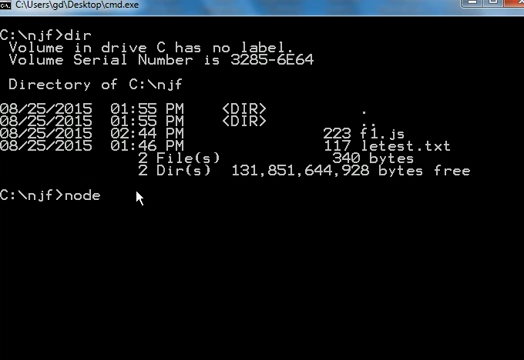 C:\Users\gd\Desktop\cmd.exe
C:\njf>dir
Volume in drive C has no label.
Volume Serial Number is 3285-6E64
Directory of C:\njf
08/25/2015 01:55 PM <DIR> .
08/25/2015 01:55 PM <DIR> ..
08/25/2015 02:44 PM 223 f1.js
08/25/2015 01:46 PM 117 letest.txt
2 File(s) 340 bytes
2 Dir(s) 131,851,644,928 bytes free
C:\njf>node